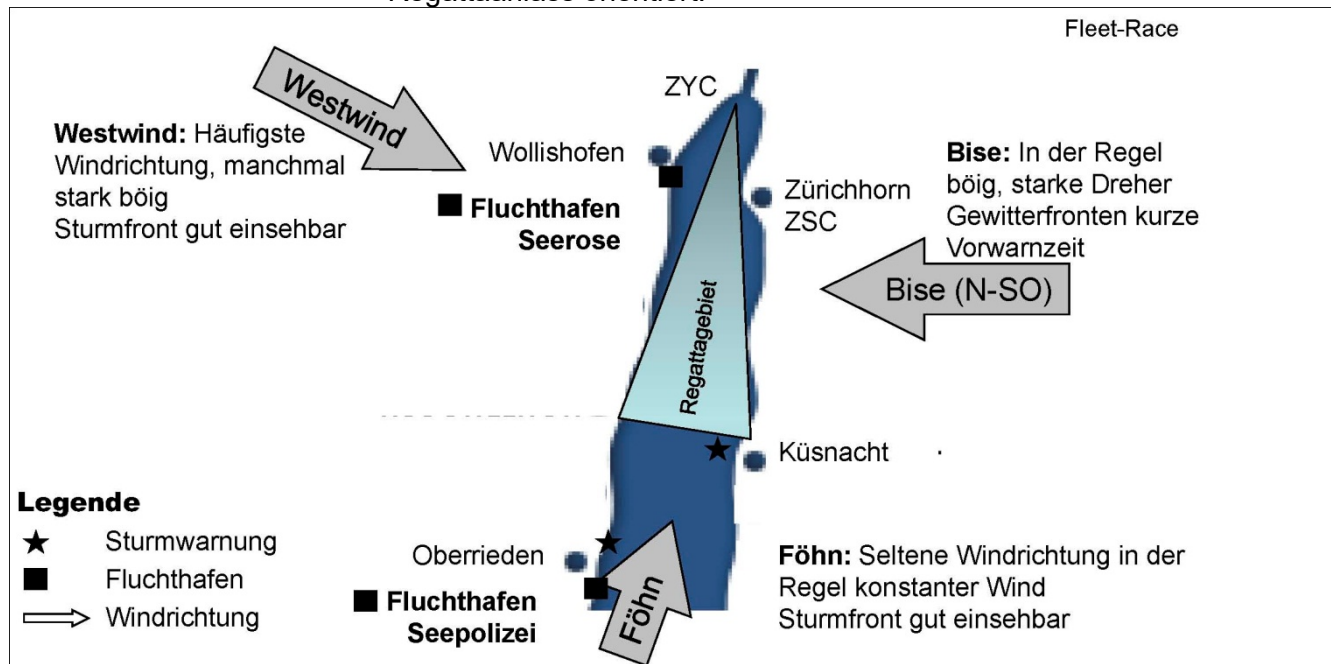 Regattaanlass orientiert.
Fleet-Race
ZYC
Westwind
Westwind: Häufigste
Windrichtung, manchmal
stark böig
Sturmfront gut einsehbar
Wollishofen
Fluchthafen
Seerose
Zürichhorn
ZSC
Bise: In der Regel
böig, starke Dreher
Gewitterfronten kurze
Vorwarnzeit
Bise (N-SO)
Regattagebiet
Küsnacht
Legende
Sturmwarnung
Fluchthafen
Windrichtung
Oberrieden
Fluchthafen
Seepolizei
Föhn
Föhn: Seltene Windrichtung in der
Regel konstanter Wind
Sturmfront gut einsehbar